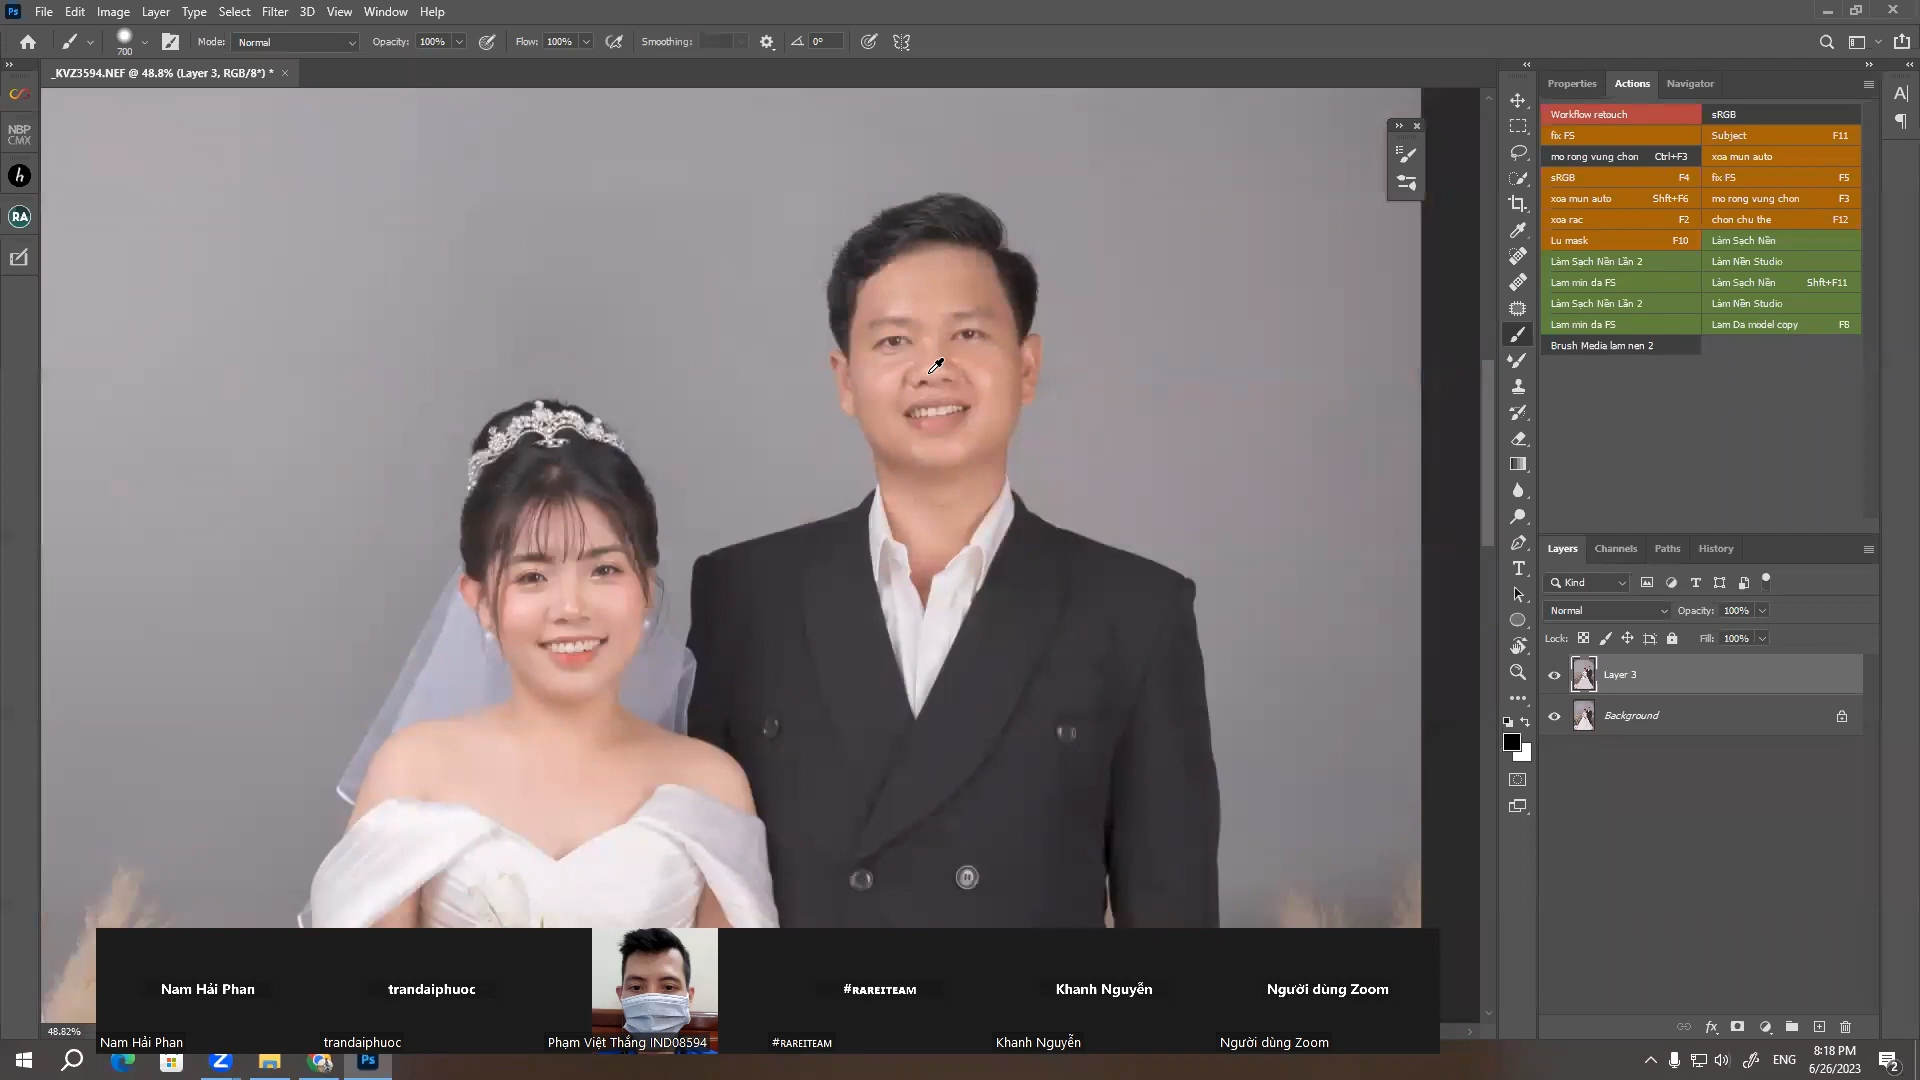 Ps File Edit Image Layer Type Select Filter 3D View Window Help
700 Mode: Normal Opacity: 100% Flow: 100% Smoothing: 0°
_KVZ3594.NEF @ 48.8% (Layer 3, RGB/8*) *
NBP
CMX
h
RA
Properties Actions Navigator
Workflow retouch sRGB
fix FS Subject F11
mo rong vung chon Ctrl+F3 xoa mun auto
sRGB F4 fix FS F5
xoa mun auto Shft+F6 mo rong vung chon F3
xoa rac F2 chon chu the F12
Lu mask F10 Làm Sạch Nền
Làm Sạch Nền Lần 2 Làm Nền Studio
Lam min da FS Làm Sạch Nền Shft+F11
Làm Sạch Nền Lần 2 Làm Nền Studio
Lam min da FS Lam Da model copy F8
Brush Media lam nen 2
Layers Channels Paths History
Kind
Normal Opacity: 100%
Lock: Fill: 100%
Layer 3
Background
Nam Hải Phan trandaiphuoc #RAREITEAM Khanh Nguyễn Người dùng Zoom
48.82%
Nam Hải Phan trandaiphuoc Phạm Việt Thắng IND08594 #RAREITEAM Khanh Nguyễn Người dùng Zoom
Ps ENG 8:18 PM
6/26/2023 2